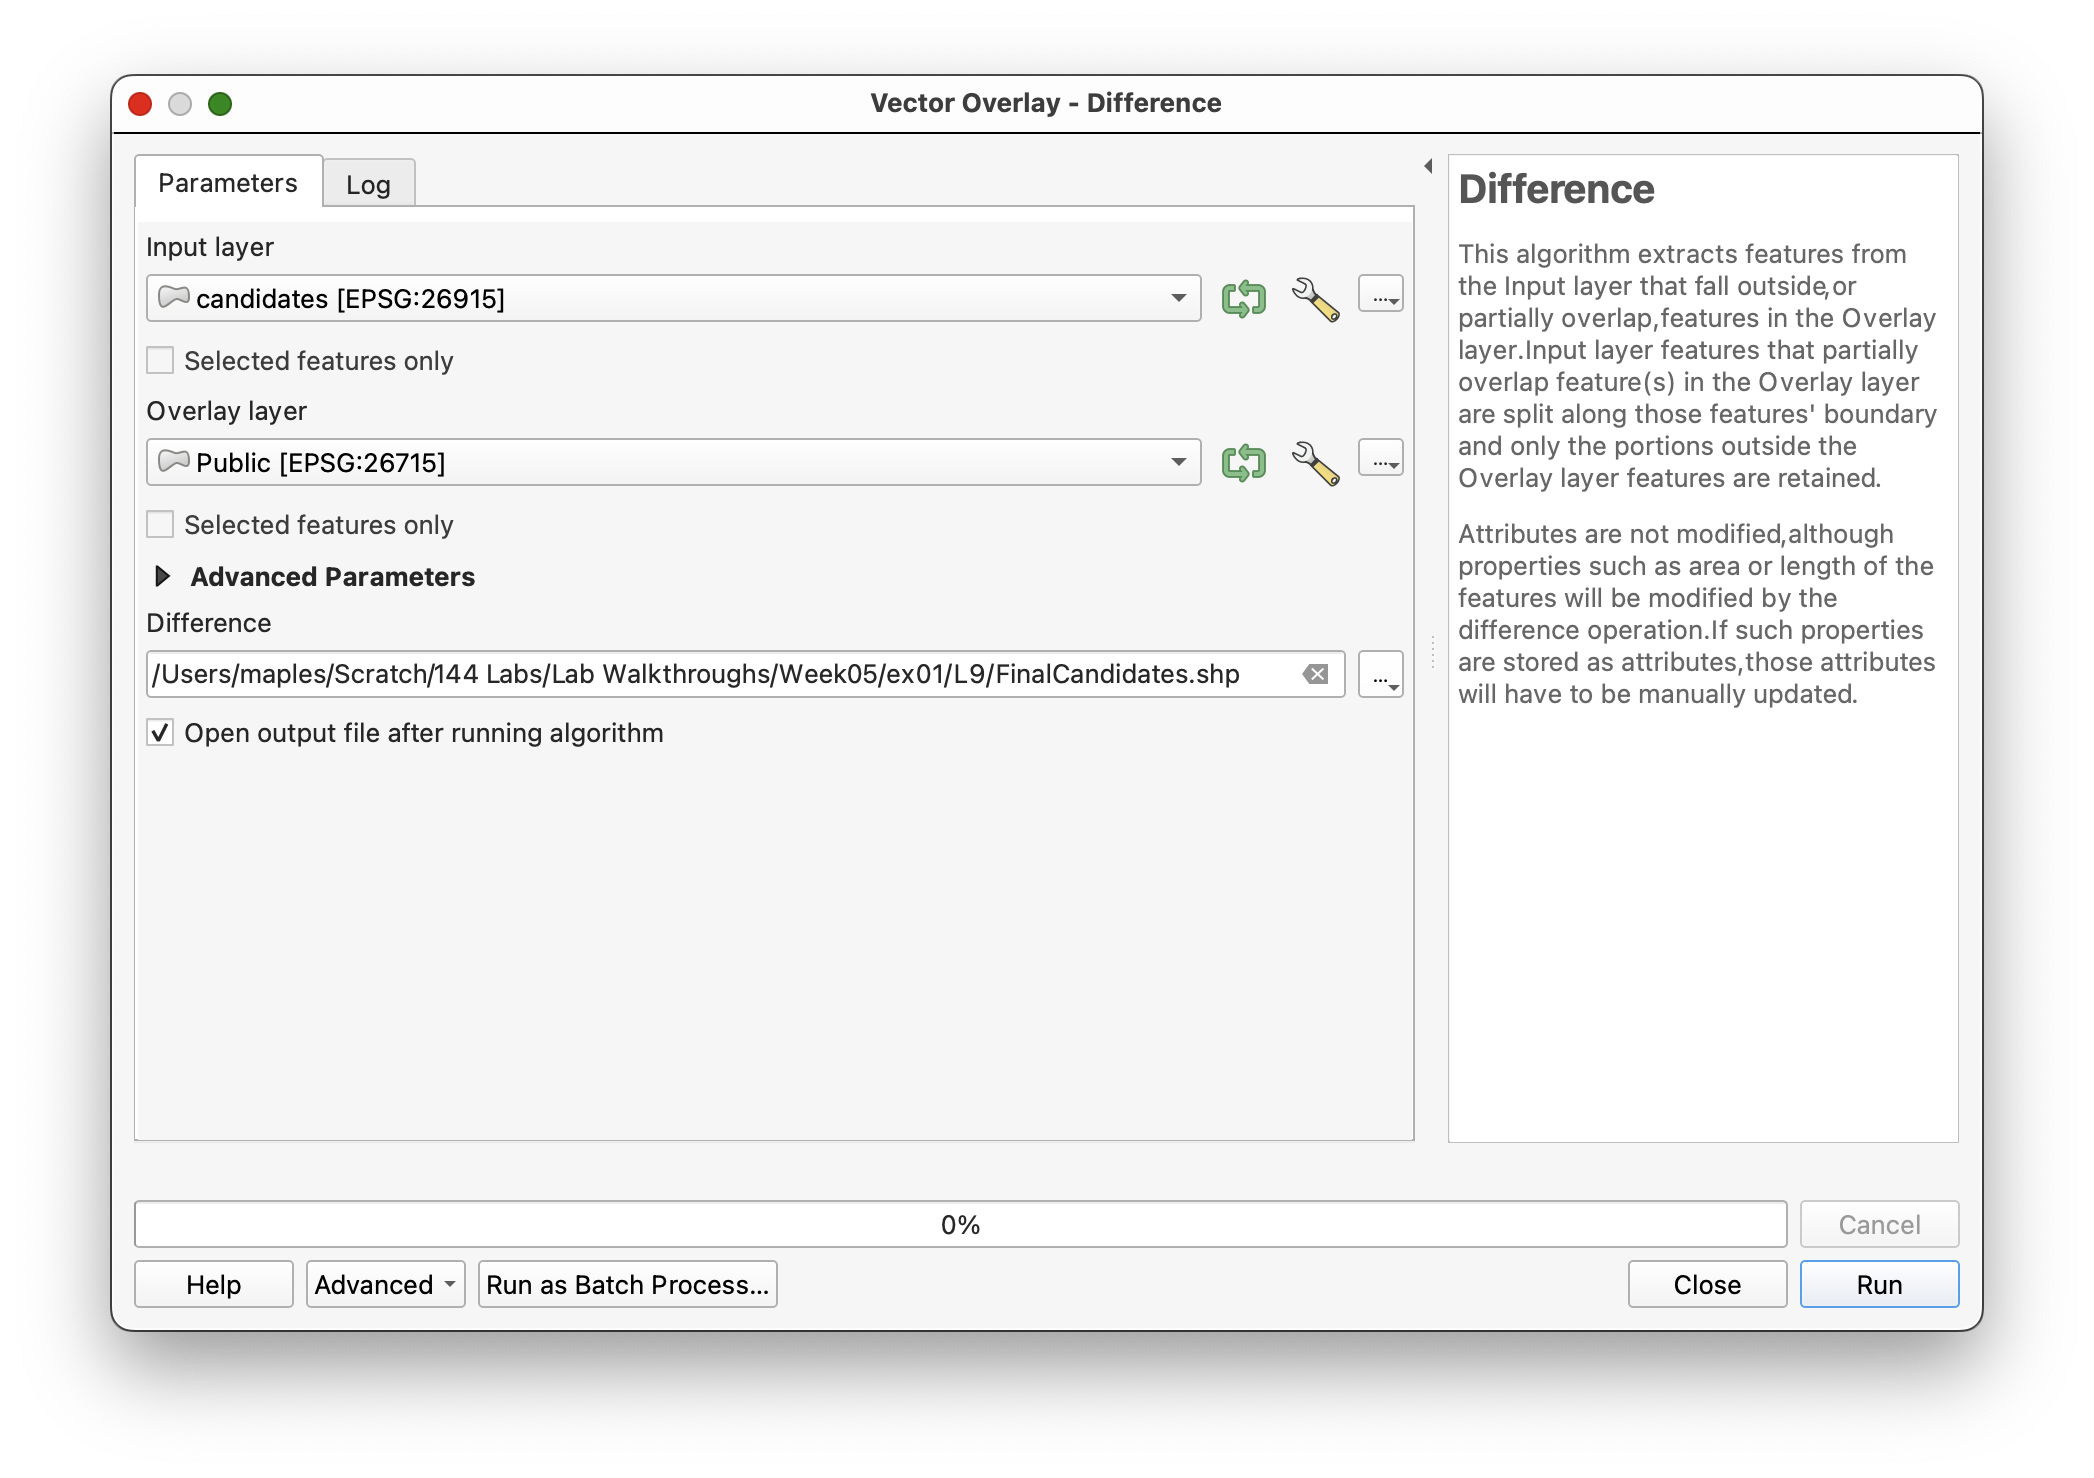 Vector Overlay - Difference
Parameters
Log
Input layer
candidates [EPSG:26915]
...
Selected features only
Overlay layer
Public [EPSG:26715]
...
Selected features only
Advanced Parameters
Difference
/Users/maples/Scratch/144 Labs/Lab Walkthroughs/Week05/ex01/L9/FinalCandidates.shp
...
Open output file after running algorithm
Difference
This algorithm extracts features from
the Input layer that fall outside,or
partially overlap,features in the Overlay
layer.Input layer features that partially
overlap feature(s) in the Overlay layer
are split along those features' boundary
and only the portions outside the
Overlay layer features are retained.
Attributes are not modified,although
properties such as area or length of the
features will be modified by the
difference operation.If such properties
are stored as attributes,those attributes
will have to be manually updated.
0%
Cancel
Help
Advanced
Run as Batch Process...
Close
Run